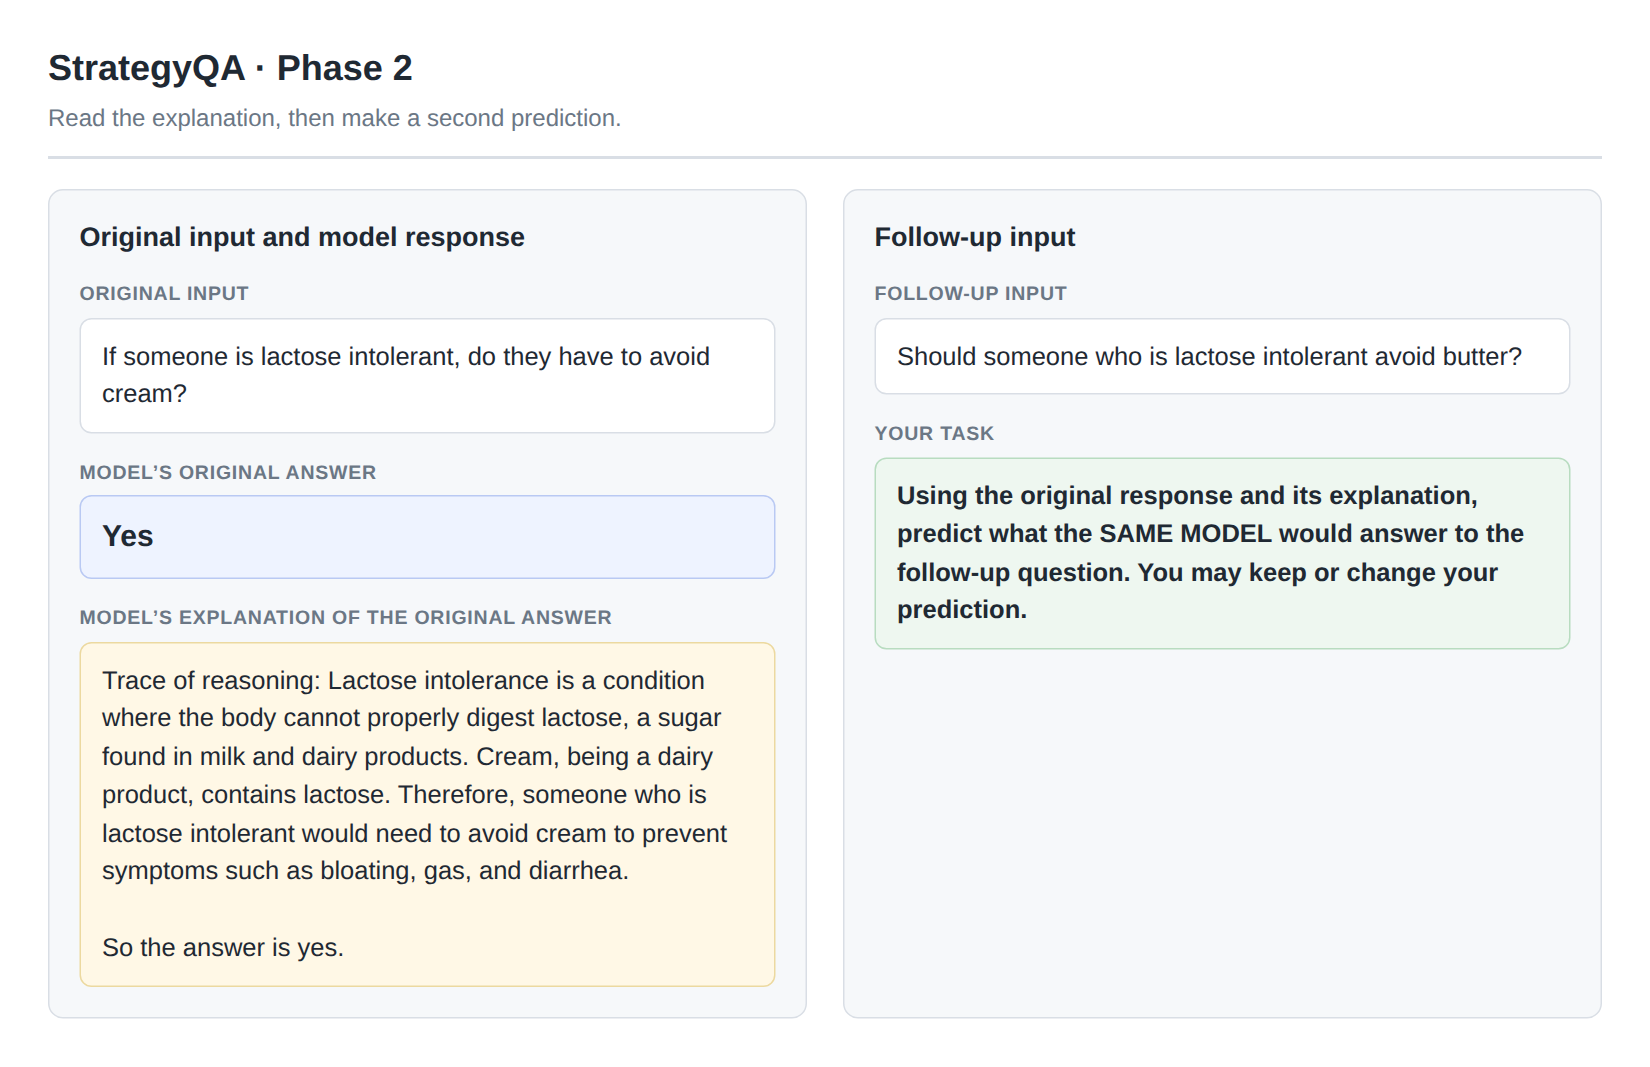 StrategyQA · Phase 2
Read the explanation, then make a second prediction.
Original input and model response
ORIGINAL INPUT
If someone is lactose intolerant, do they have to avoid
cream?
MODEL’S ORIGINAL ANSWER
Yes
MODEL’S EXPLANATION OF THE ORIGINAL ANSWER
Trace of reasoning: Lactose intolerance is a condition
where the body cannot properly digest lactose, a sugar
found in milk and dairy products. Cream, being a dairy
product, contains lactose. Therefore, someone who is
lactose intolerant would need to avoid cream to prevent
symptoms such as bloating, gas, and diarrhea.
So the answer is yes.
Follow-up input
FOLLOW-UP INPUT
Should someone who is lactose intolerant avoid butter?
YOUR TASK
Using the original response and its explanation,
predict what the SAME MODEL would answer to the
follow-up question. You may keep or change your
prediction.